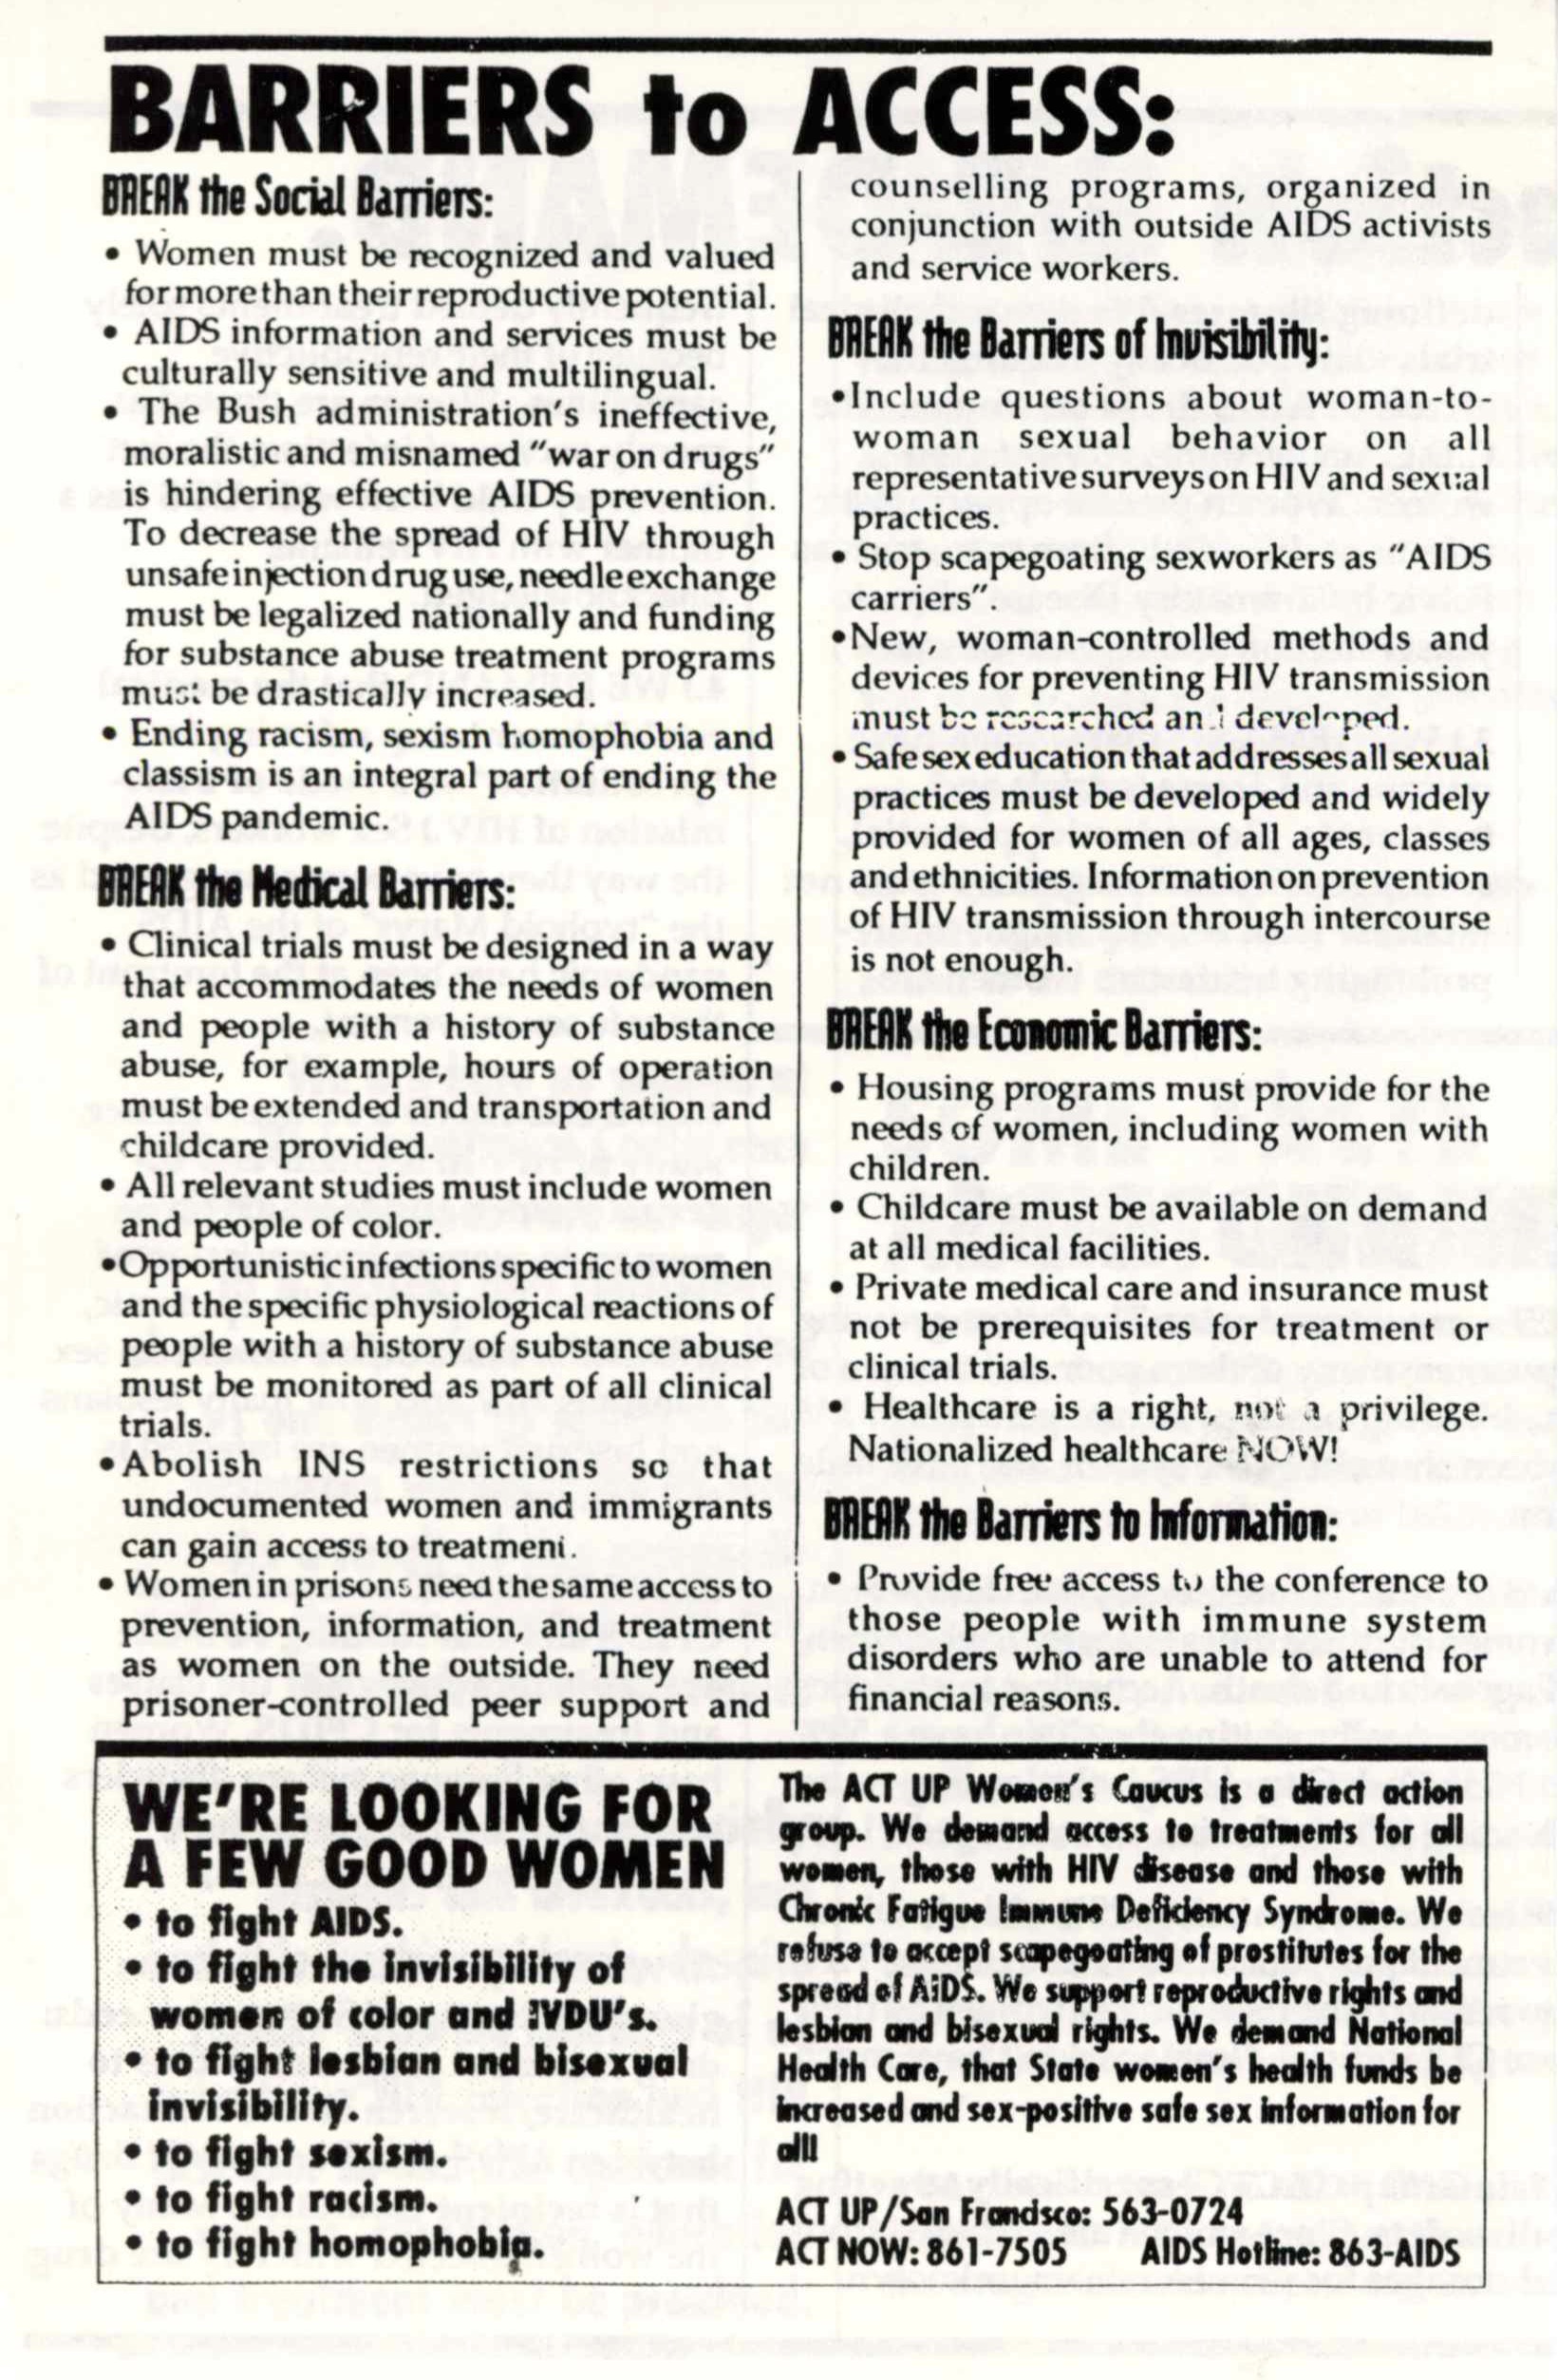 BARRIERS to ACCESS:
BREAK the Social Barriers:
• Women must be recognized and valued
for more than their reproductive potential.
• AIDS information and services must be
culturally sensitive and multilingual.
• The Bush administration's ineffective,
moralistic and misnamed "war on drugs"
is hindering effective AIDS prevention.
To decrease the spread of HIV through
unsafe injection drug use, needle exchange
must be legalized nationally and funding
for substance abuse treatment programs
must be drastically increased.
• Ending racism, sexism homophobia and
classism is an integral part of ending the
AIDS pandemic.
BREAK the Medical Barriers:
• Clinical trials must be designed in a way
that accommodates the needs of women
and people with a history of substance
abuse, for example, hours of operation
must be extended and transportation and
childcare provided.
• All relevant studies must include women
and people of color.
•Opportunistic infections specific to women
and the specific physiological reactions of
people with a history of substance abuse
must be monitored as part of all clinical
trials.
•Abolish INS restrictions so that
undocumented women and immigrants
can gain access to treatment.
• Women in prisons need the same access to
prevention, information, and treatment
as women on the outside. They need
prisoner-controlled peer support and
counselling programs, organized in
conjunction with outside AIDS activists
and service workers.
BREAK the Barriers of Invisibility:
•Include questions about woman-to-
woman sexual behavior on all
representative surveys on HIV and sexual
practices.
• Stop scapegoating sexworkers as "AIDS
carriers".
•New, woman-controlled methods and
devices for preventing HIV transmission
must be researched and developed.
• Safe sex education that addresses all sexual
practices must be developed and widely
provided for women of all ages, classes
and ethnicities. Information on prevention
of HIV transmission through intercourse
is not enough.
BREAK the Economic Barriers:
• Housing programs must provide for the
needs of women, including women with
children.
• Childcare must be available on demand
at all medical facilities.
• Private medical care and insurance must
not be prerequisites for treatment or
clinical trials.
• Healthcare is a right, not a privilege.
Nationalized healthcare NOW!
BREAK the Barriers to Information:
• Provide free access to the conference to
those people with immune system
disorders who are unable to attend for
financial reasons.
WE'RE LOOKING FOR
A FEW GOOD WOMEN
• to fight AIDS.
• to fight the invisibility of
women of color and IVDU's.
• to fight lesbian and bisexual
invisibility.
• to fight sexism.
• to fight racism.
• to fight homophobia.
The ACT UP Women's Caucus is a direct action
group. We demand access to treatments for all
women, those with HIV disease and those with
Chronic Fatigue Immune Deficiency Syndrome. We
refuse to accept scapegoating of prostitutes for the
spread of AIDS. We support reproductive rights and
lesbian and bisexual rights. We demand National
Health Care, that State women's health funds be
increased and sex-positive safe sex information for
all!
ACT UP/San Francisco: 563-0724
ACT NOW: 861-7505 AIDS Hotline: 863-AIDS